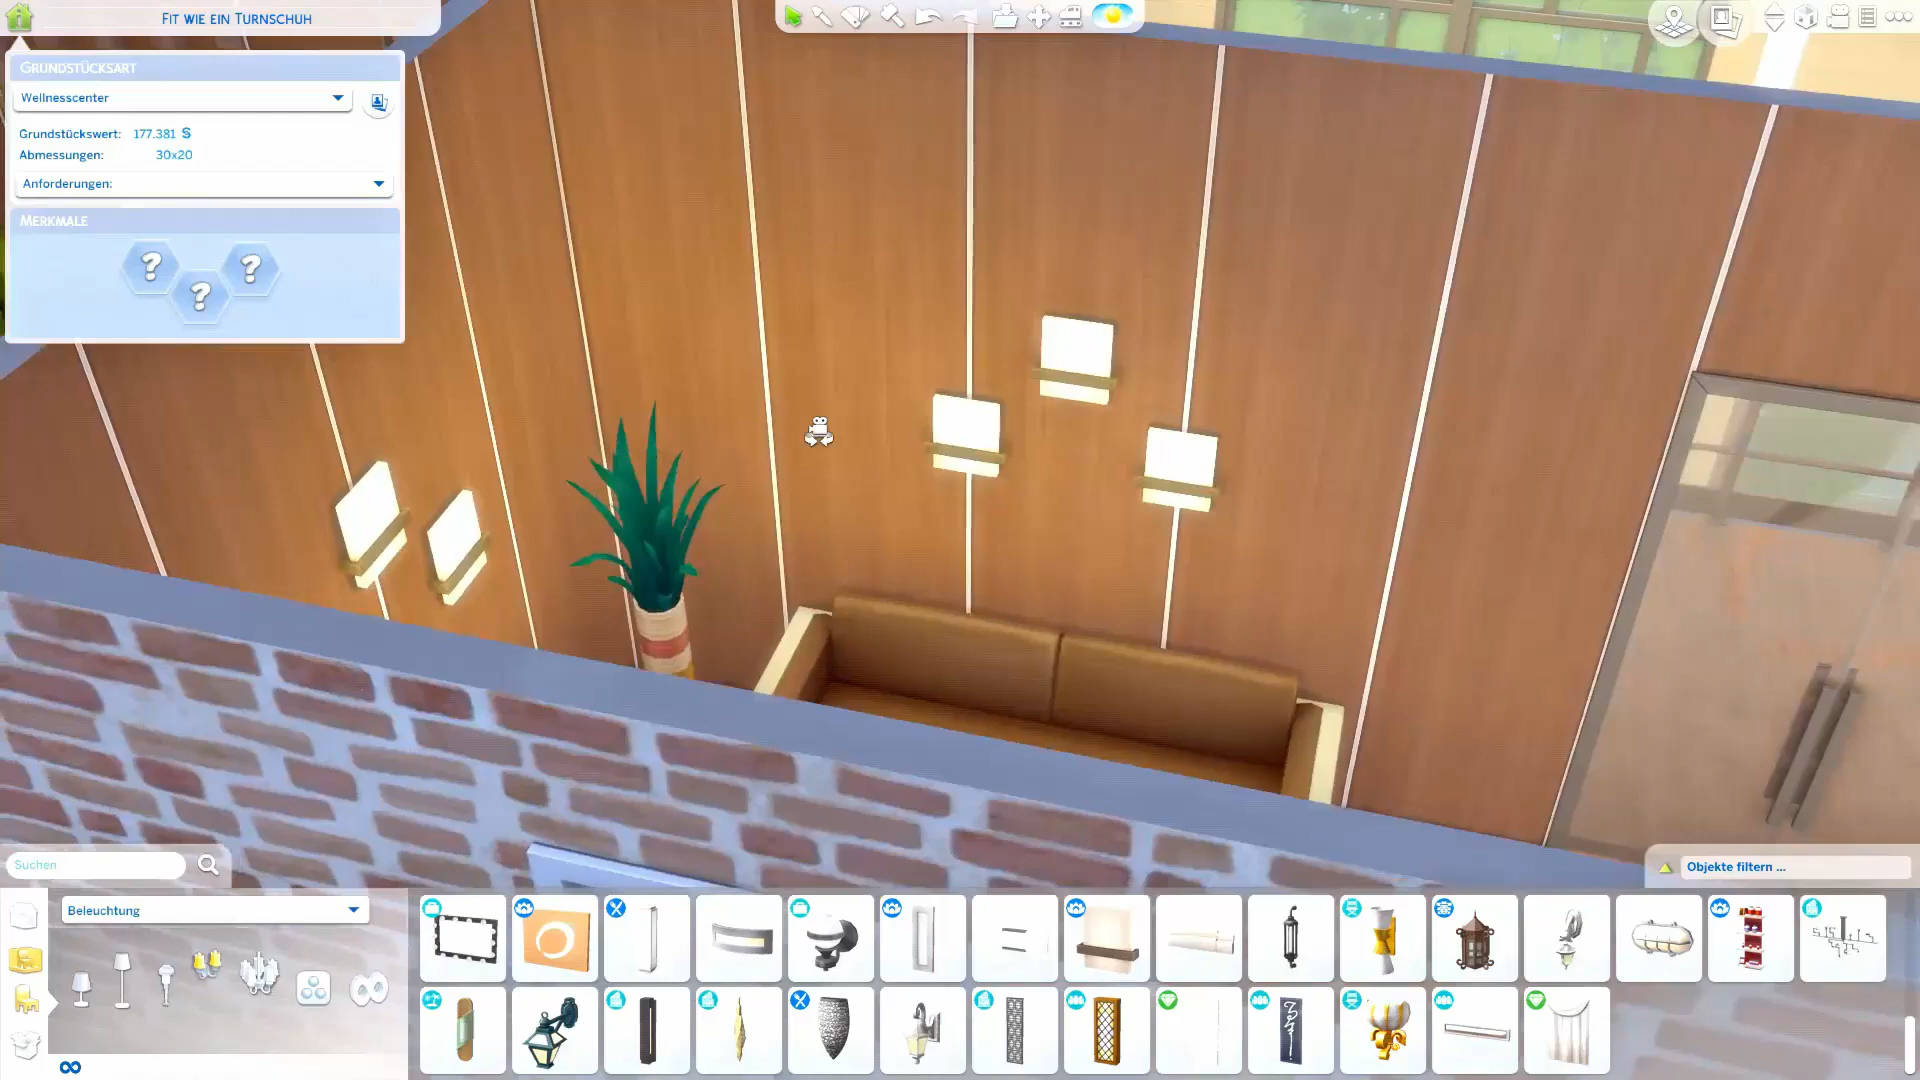 FIT WIE EIN TURNSCHUH
GRUNDSTÜCKSART
Wellnesscenter
Grundstückswert: 177.381 S
Abmessungen: 30x20
Anforderungen:
MERKMALE
? ? ?
Suchen
Objekte filtern ...
Beleuchtung